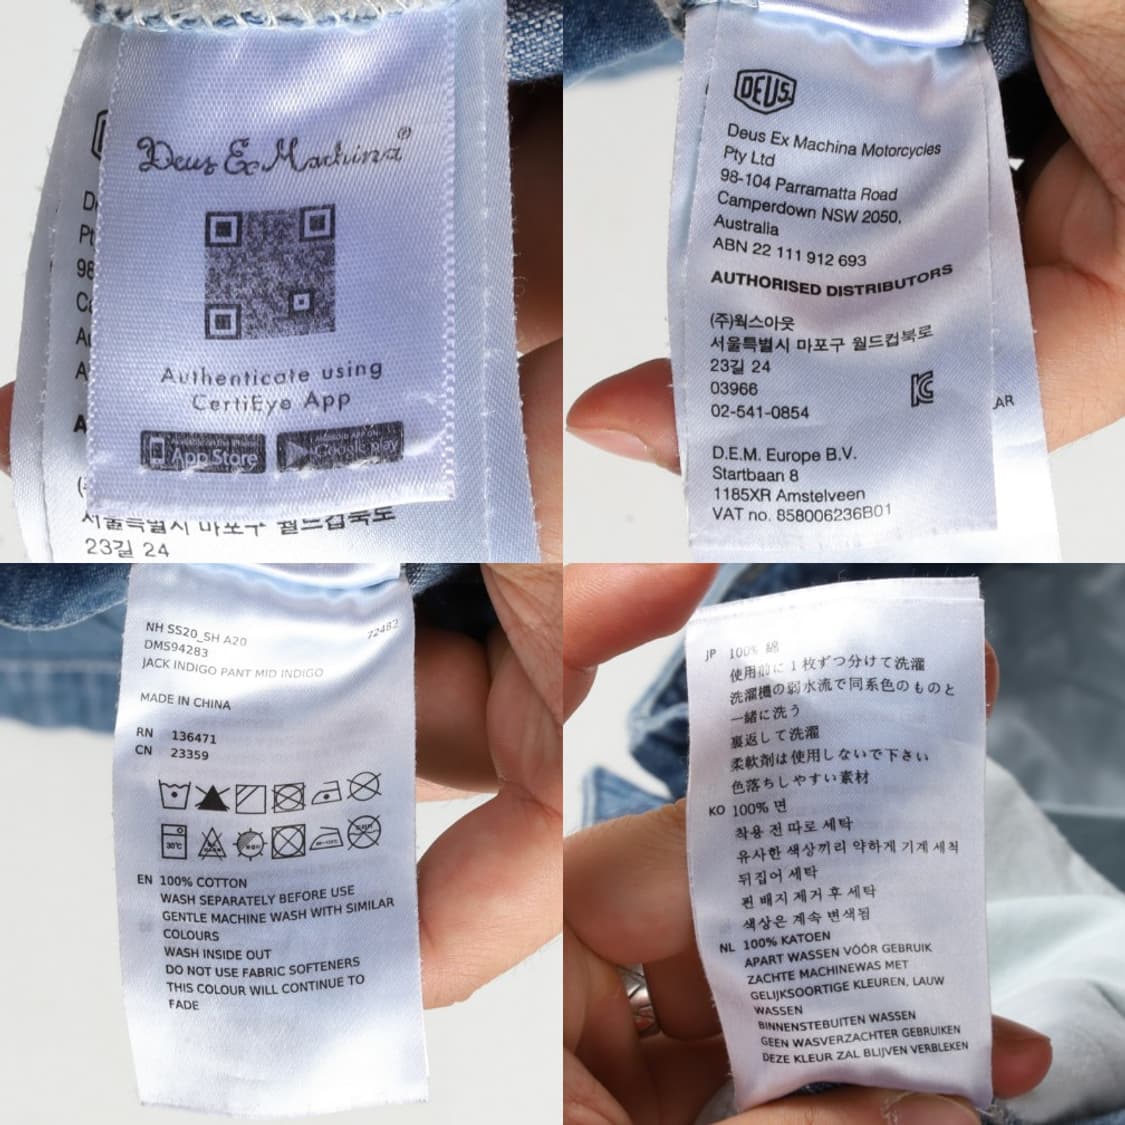 Deus Ex Machina®
Authenticate using
CertiEye App
App Store
Google play
서울특별시 마포구 월드컵북로
23길 24
DEUS
Deus Ex Machina Motorcycles
Pty Ltd
98-104 Parramatta Road
Camperdown NSW 2050,
Australia
ABN 22 111 912 693
AUTHORISED DISTRIBUTORS
(주)웍스아웃
서울특별시 마포구 월드컵북로
23길 24
03966
02-541-0854
D.E.M. Europe B.V.
Startbaan 8
1185XR Amstelveen
VAT no. 858006236B01
NH SS20_SH A20
72482
DMS94283
JACK INDIGO PANT MID INDIGO
MADE IN CHINA
RN 136471
CN 23359
30℃
EN 100% COTTON
WASH SEPARATELY BEFORE USE
GENTLE MACHINE WASH WITH SIMILAR
COLOURS
WASH INSIDE OUT
DO NOT USE FABRIC SOFTENERS
THIS COLOUR WILL CONTINUE TO
FADE
JP 100% 綿
使用前に1枚ずつ分けて洗濯
洗濯機の弱水流で同系色のものと
一緒に洗う
裏返して洗濯
柔軟剤は使用しないで下さい
色落ちしやすい素材
KO 100% 면
착용 전 따로 세탁
유사한 색상끼리 약하게 기계 세척
뒤집어 세탁
퀸 배지 제거 후 세탁
색상은 계속 변색됨
NL 100% KATOEN
APART WASSEN VÓÓR GEBRUIK
ZACHTE MACHINEWAS MET
GELIJKSOORTIGE KLEUREN, LAUW
WASSEN
BINNENSTEBUITEN WASSEN
GEEN WASVERZACHTER GEBRUIKEN
DEZE KLEUR ZAL BLIJVEN VERBLEKEN